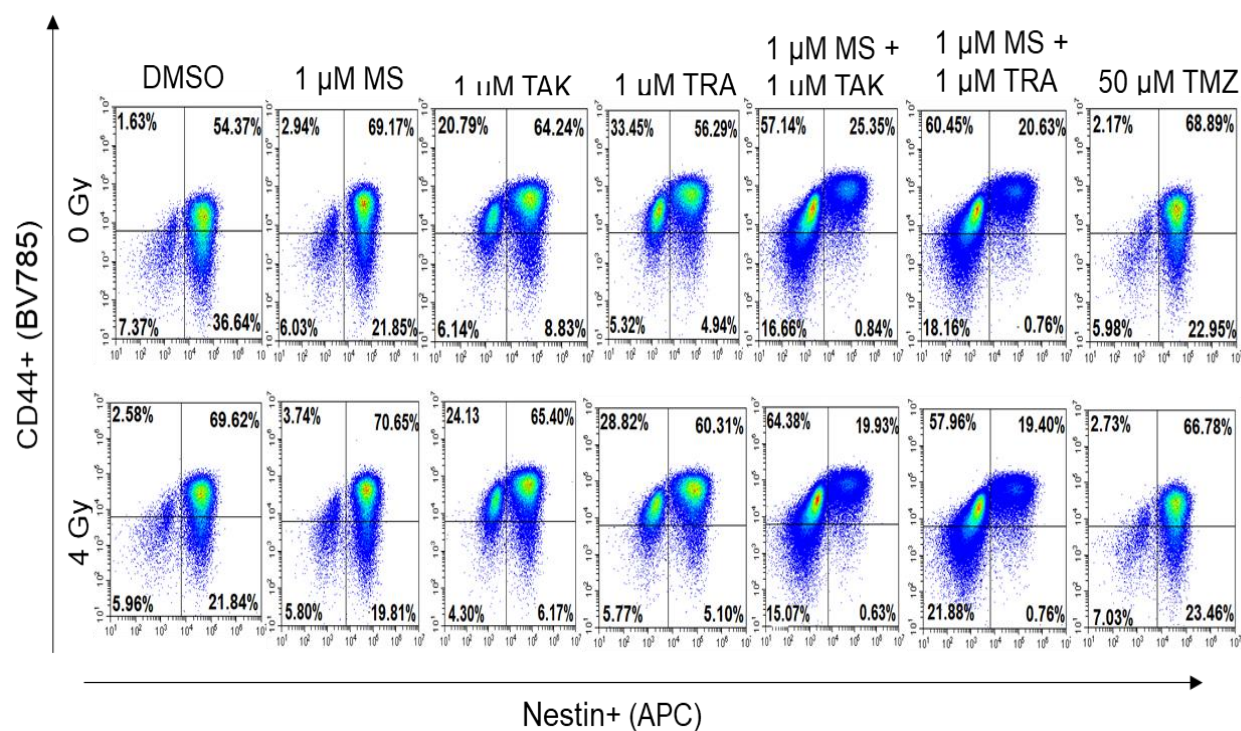 1 µM MS + 1 µM MS +
DMSO 1 µM MS 1 µM TAK 1 µM TRA 1 µM TAK 1 µM TRA 50 µM TMZ
1.63% 54.37% 2.94% 69.17% 20.79% 64.24% 33.45% 56.29% 57.14% 25.35% 60.45% 20.63% 2.17% 68.89%
0 Gy
7.37% 36.64% 6.03% 21.85% 6.14% 8.83% 5.32% 4.94% 16.66% 0.84% 18.16% 0.76% 5.98% 22.95%
CD44+ (BV785)
2.58% 69.62% 3.74% 70.65% 24.13 65.40% 28.82% 60.31% 64.38% 19.93% 57.96% 19.40% 2.73% 66.78%
4 Gy
5.96% 21.84% 5.80% 19.81% 4.30% 6.17% 5.77% 5.10% 15.07% 0.63% 21.88% 0.76% 7.03% 23.46%
Nestin+ (APC)